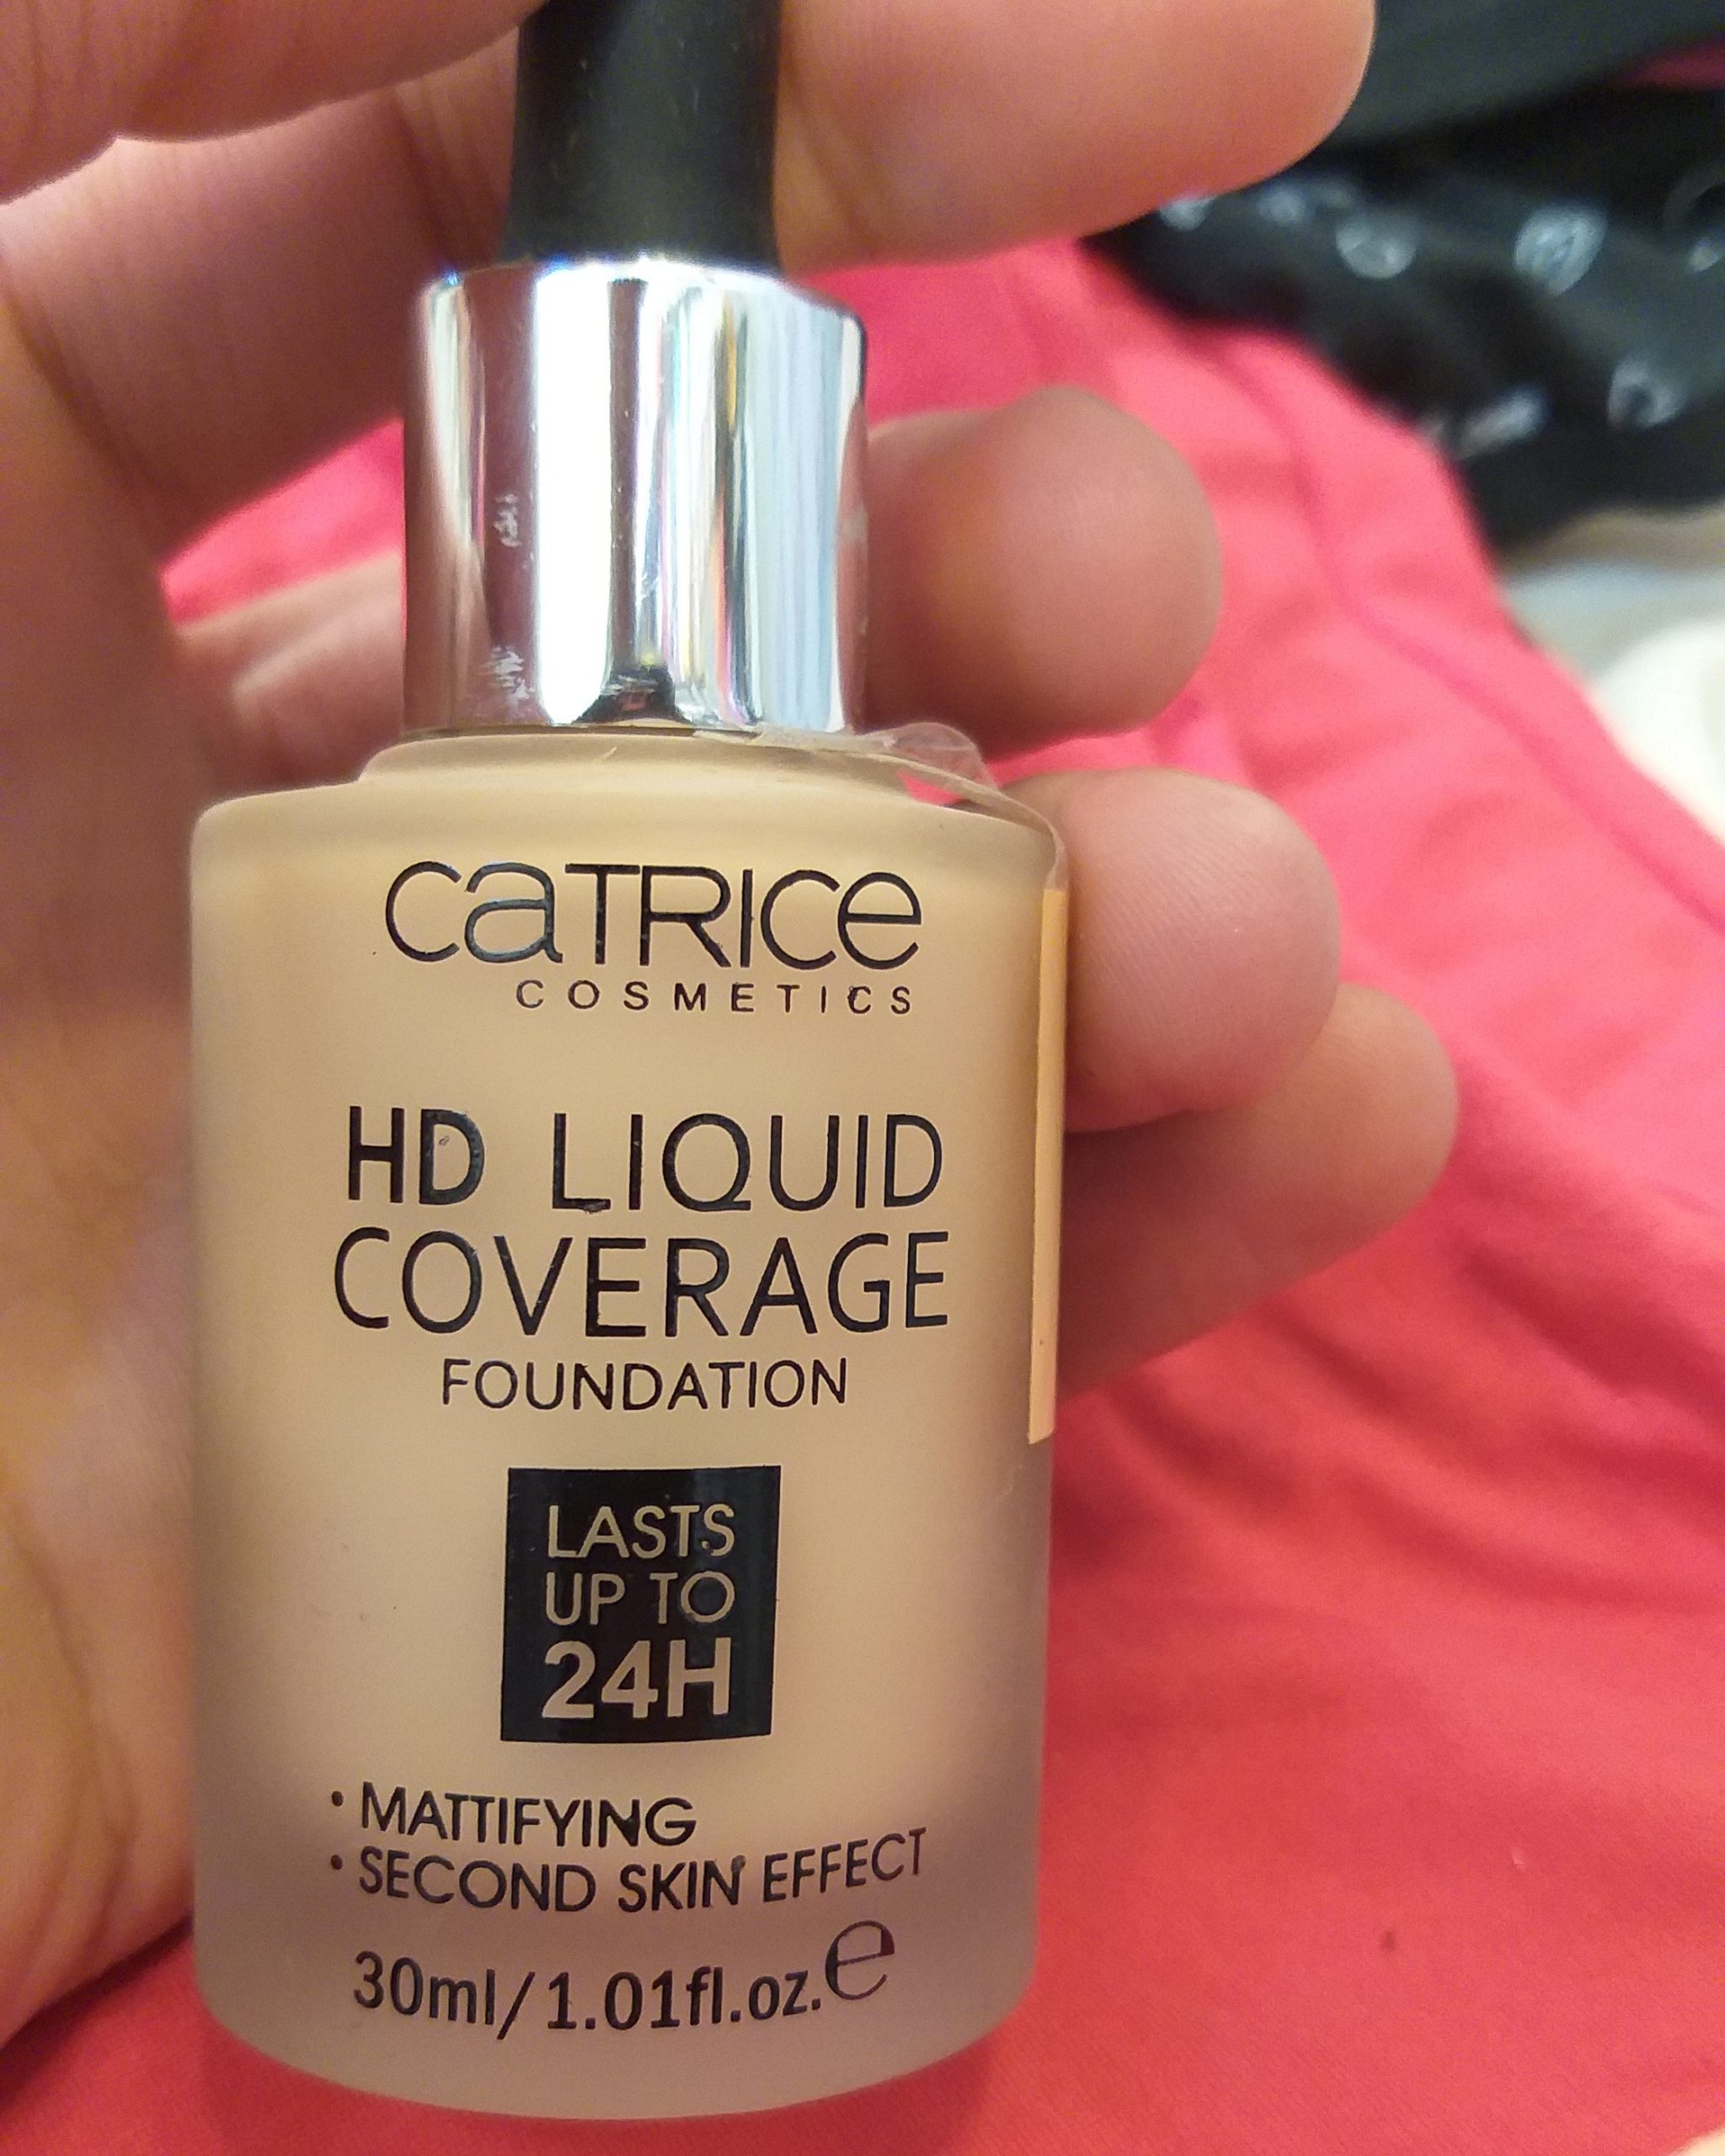 CATRICE
COSMETICS
HD LIQUID
COVERAGE
FOUNDATION
LASTS
UP TO
24H
• MATTIFYING
• SECOND SKIN EFFECT
30ml/1.01fl.oz.℮